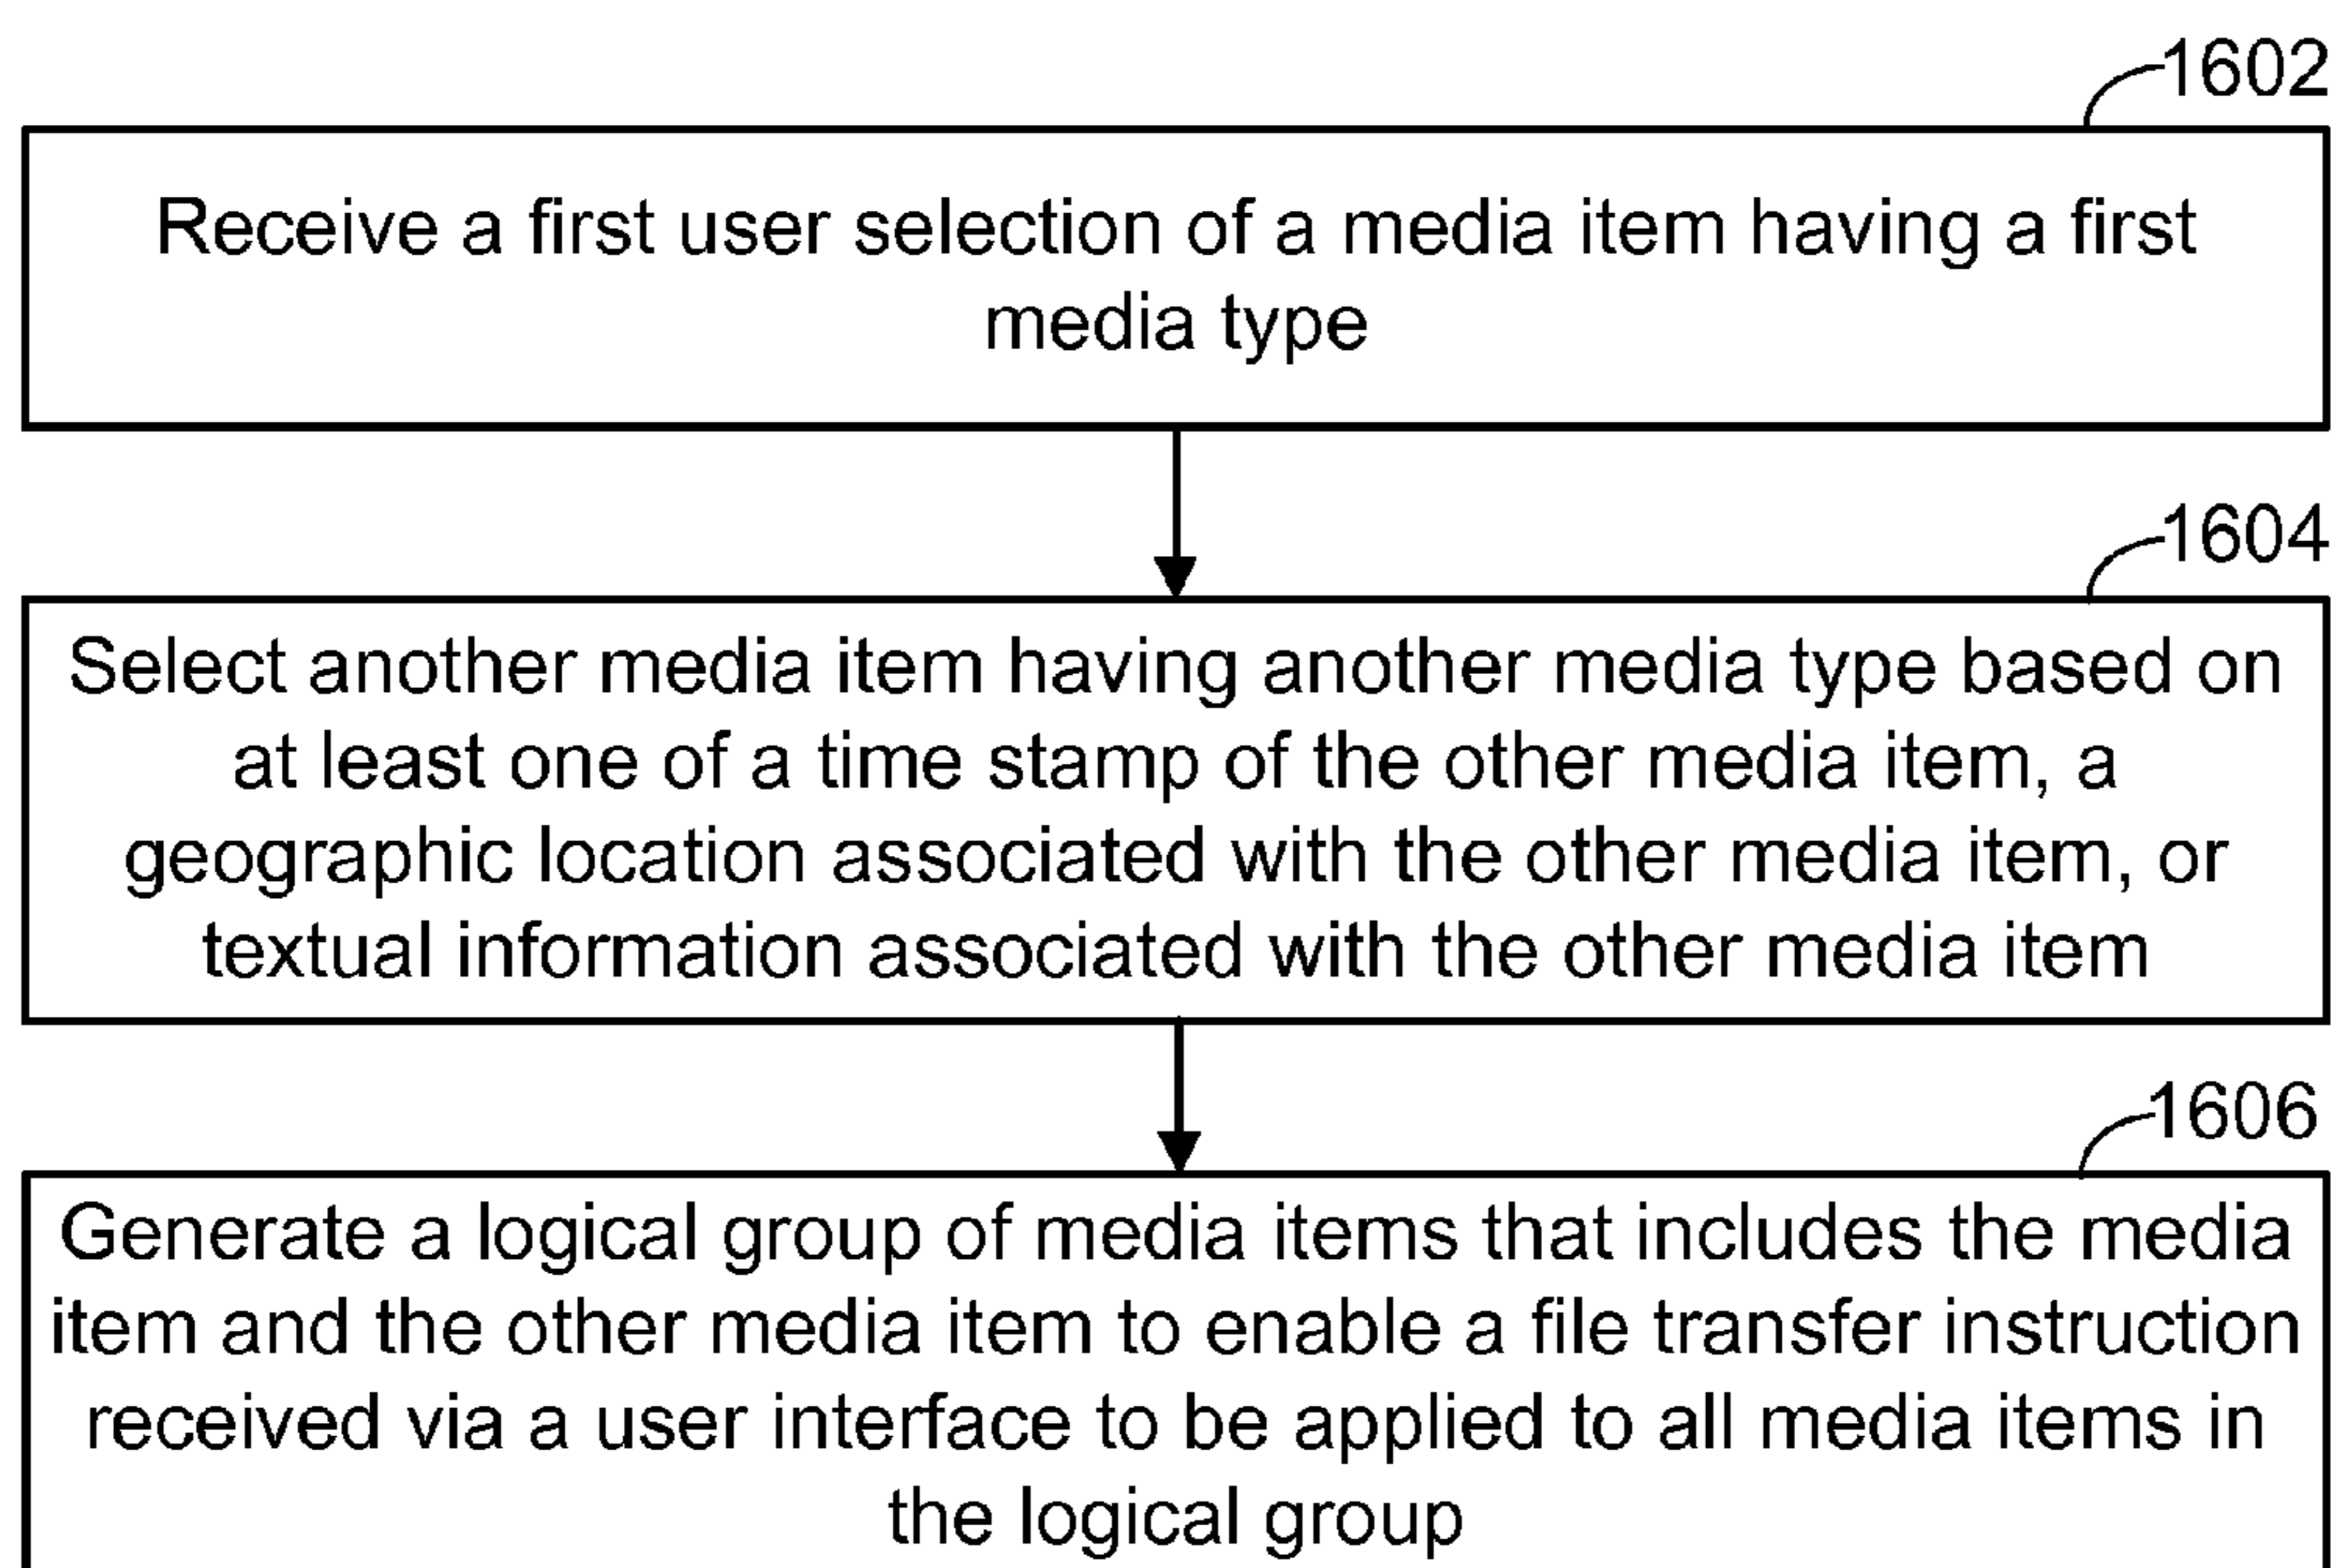 1602
Receive a first user selection of a media item having a first
media type
1604
Select another media item having another media type based on
at least one of a time stamp of the other media item, a
geographic location associated with the other media item, or
textual information associated with the other media item
1606
Generate a logical group of media items that includes the media
item and the other media item to enable a file transfer instruction
received via a user interface to be applied to all media items in
the logical group